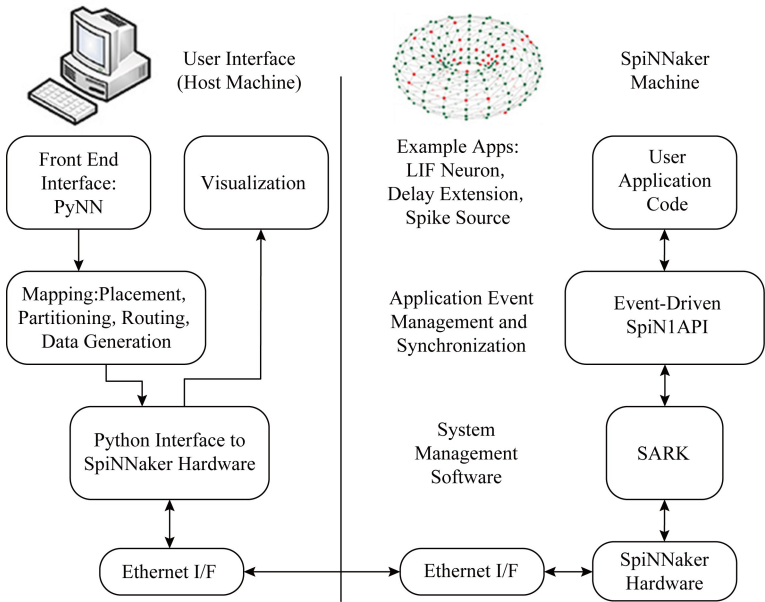 User Interface
(Host Machine)
SpiNNaker
Machine
Front End
Interface:
PyNN
Visualization
Example Apps:
LIF Neuron,
Delay Extension,
Spike Source
User
Application
Code
Mapping:Placement,
Partitioning, Routing,
Data Generation
Application Event
Management and
Synchronization
Event-Driven
SpiN1API
Python Interface to
SpiNNaker Hardware
System
Management
Software
SARK
Ethernet I/F
Ethernet I/F
SpiNNaker
Hardware